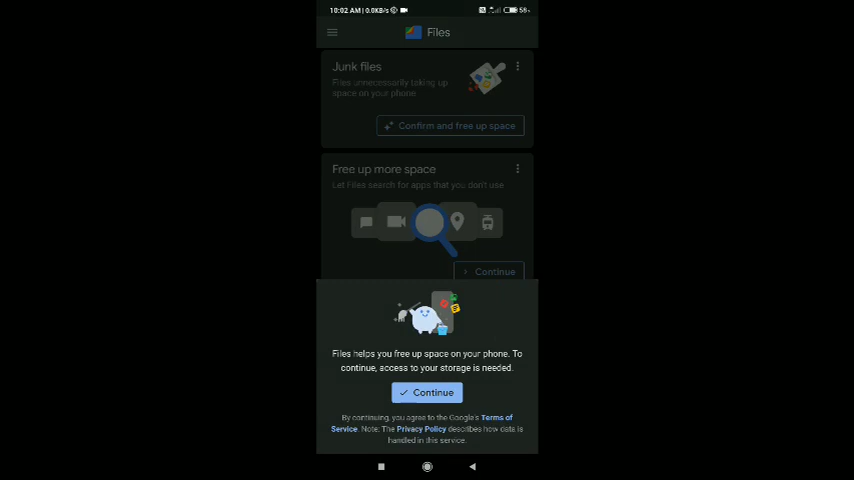 10:02 AM | 0.0KB/s
58
Files
Junk files
Files unnecessarily taking up
space on your phone
Confirm and free up space
Free up more space
Let Files search for apps that you don't use
Continue
Files helps you free up space on your phone. To
continue, access to your storage is needed.
Continue
By continuing, you agree to the Google's Terms of
Service. Note: The Privacy Policy describes how data is
handled in this service.